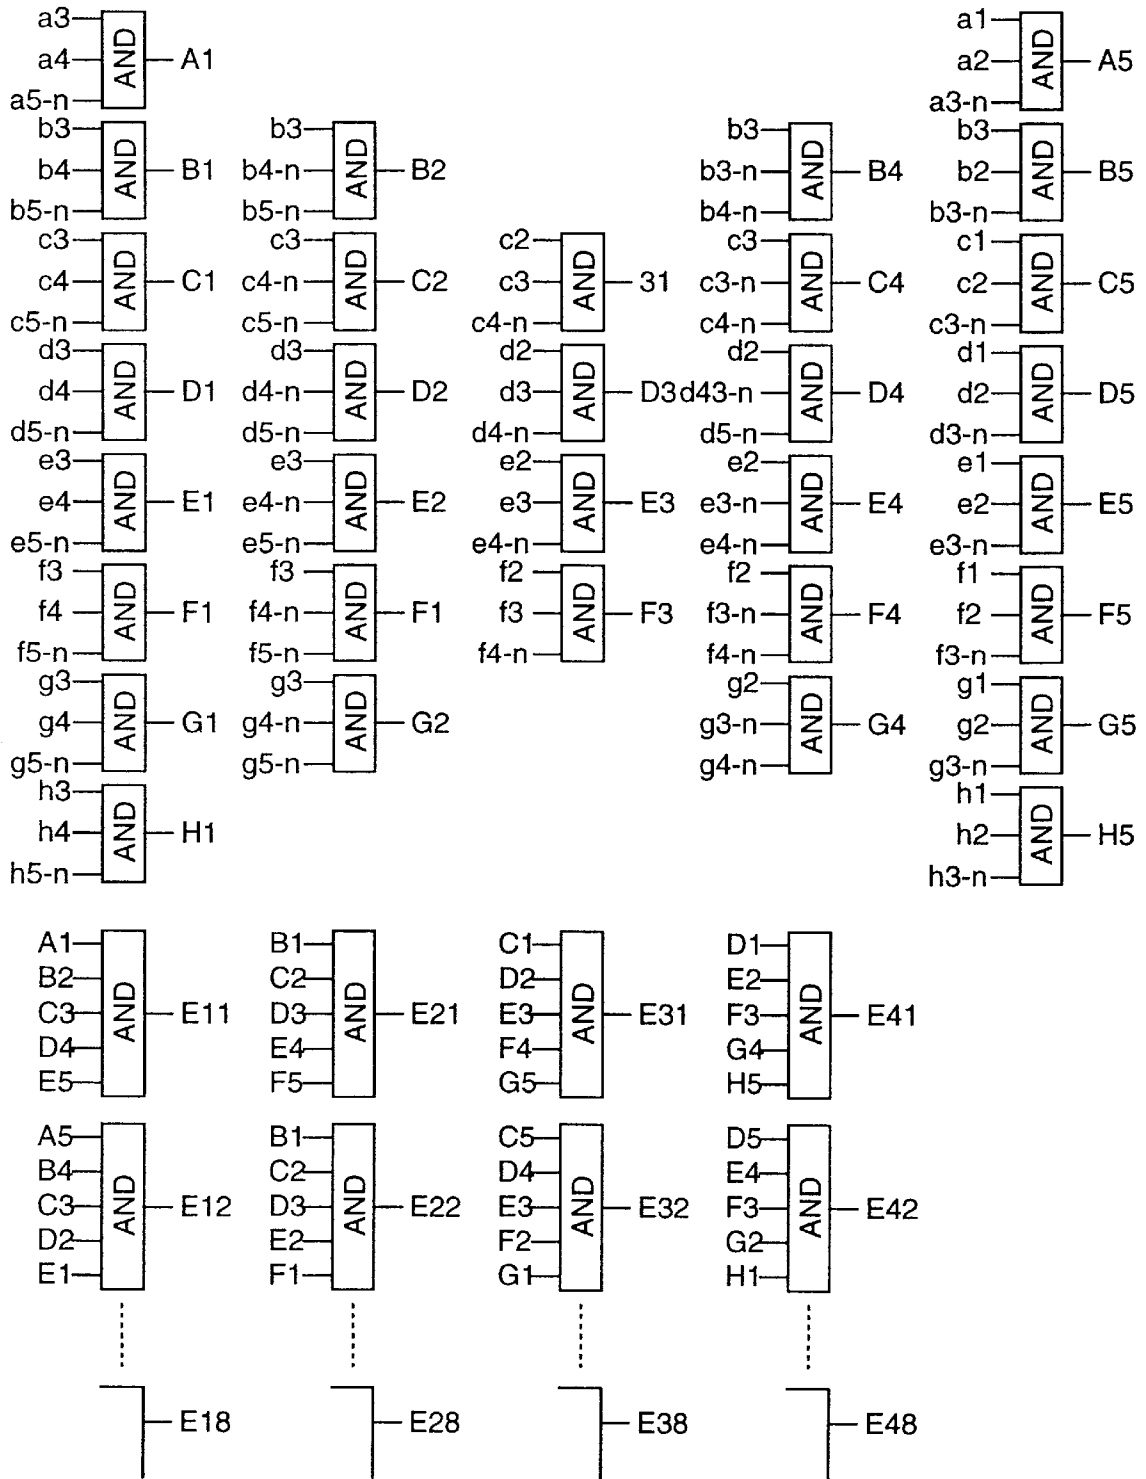 a3 a1
AND AND
a4 A1 a2 A5
a5-n a3-n
b3 b3 b3 b3
AND AND AND AND
b4 B1 b4-n B2 b3-n B4 b2 B5
b5-n b5-n b4-n b3-n
c3 c3 c2 c3 c1
AND AND AND AND AND
c4 C1 c4-n C2 c3 31 c3-n C4 c2 C5
c5-n c5-n c4-n c4-n c3-n
d3 d3 d2 d2 d1
AND AND AND AND AND
d4 D1 d4-n D2 d3 D3 d43-n D4 d2 D5
d5-n d5-n d4-n d5-n d3-n
e3 e3 e2 e2 e1
AND AND AND AND AND
e4 E1 e4-n E2 e3 E3 e3-n E4 e2 E5
e5-n e5-n e4-n e4-n e3-n
f3 f3 f2 f2 f1
AND AND AND AND AND
f4 F1 f4-n F1 f3 F3 f3-n F4 f2 F5
f5-n f5-n f4-n f4-n f3-n
g3 g3 g2 g1
AND AND AND AND
g4 G1 g4-n G2 g3-n G4 g2 G5
g5-n g5-n g4-n g3-n
h3 h1
AND AND
h4 H1 h2 H5
h5-n h3-n
A1 B1 C1 D1
B2 C2 D2 E2
AND AND AND AND
C3 E11 D3 E21 E3 E31 F3 E41
D4 E4 F4 G4
E5 F5 G5 H5
A5 B1 C5 D5
B4 C2 D4 E4
AND AND AND AND
C3 E12 D3 E22 E3 E32 F3 E42
D2 E2 F2 G2
E1 F1 G1 H1
E18 E28 E38 E48